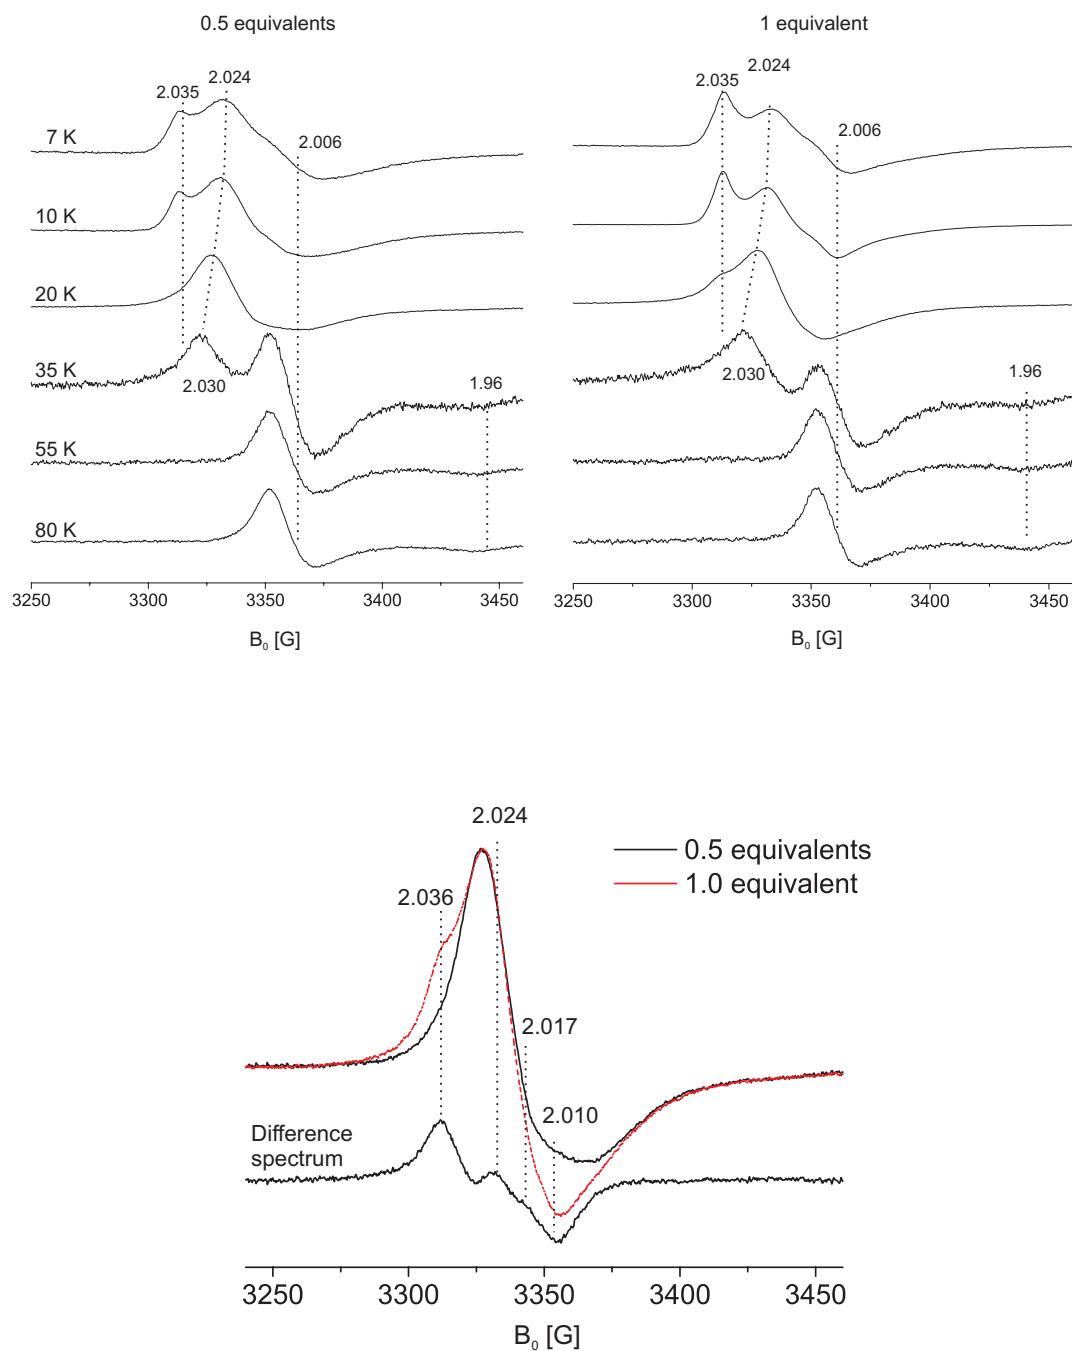 0.5 equivalents
1 equivalent
2.035
2.024
2.006
7 K
10 K
20 K
35 K
2.030
1.96
55 K
80 K
3250 3300 3350 3400 3450
B₀ [G]
2.035
2.024
2.006
2.030
1.96
3250 3300 3350 3400 3450
B₀ [G]
2.024
0.5 equivalents
1.0 equivalent
2.036
2.017
2.010
Difference
spectrum
3250 3300 3350 3400 3450
B₀ [G]